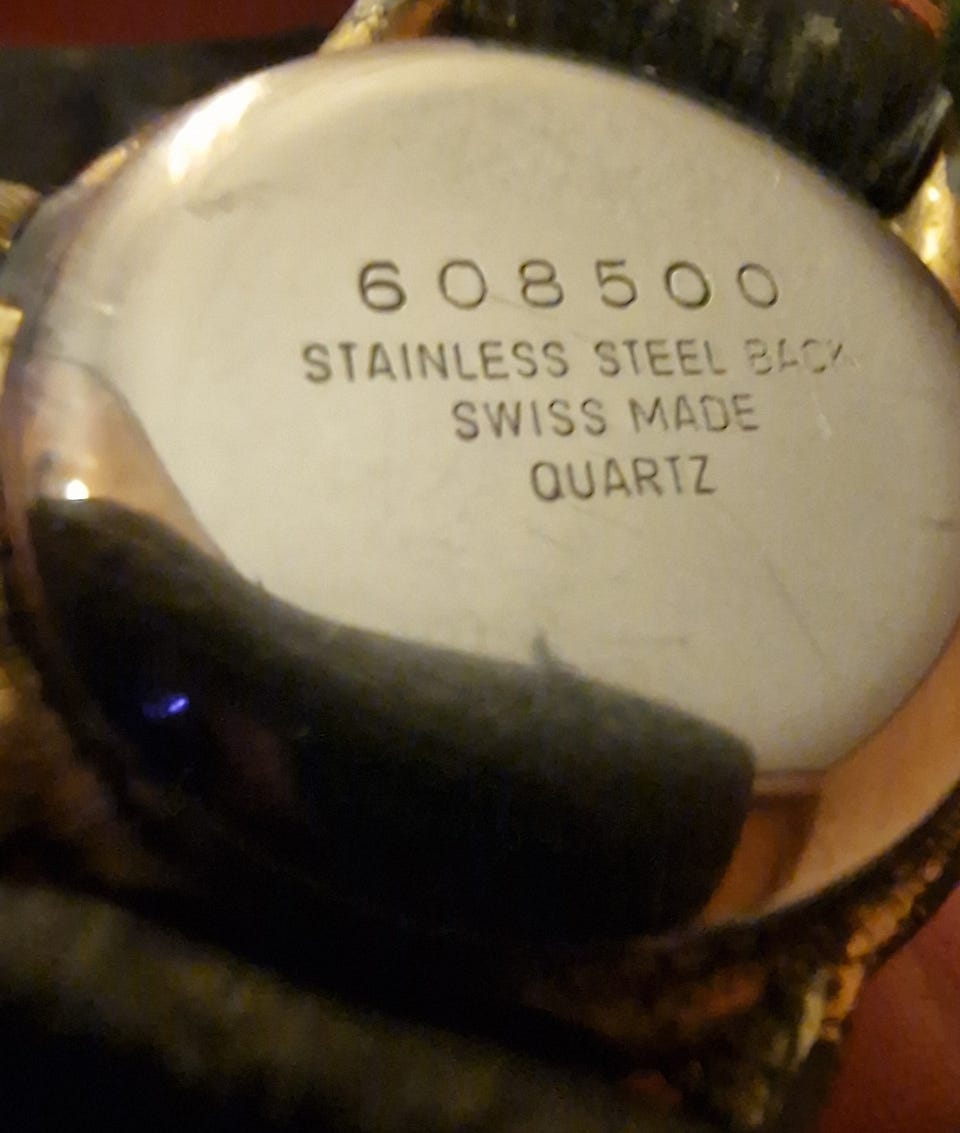 608500
STAINLESS STEEL BACK
SWISS MADE
QUARTZ